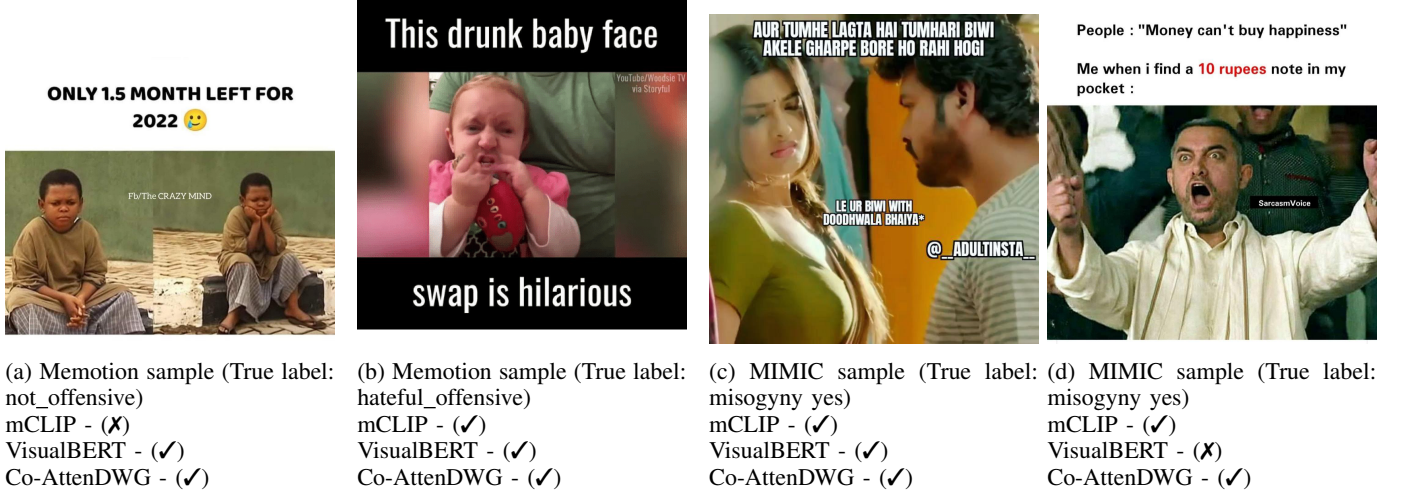 ONLY 1.5 MONTH LEFT FOR
2022 🥲
Fb/The CRAZY MIND
(a) Memotion sample (True label:
not_offensive)
mCLIP - (✗)
VisualBERT - (✓)
Co-AttenDWG - (✓)
This drunk baby face
YouTube/Woodsie TV
via Storyful
swap is hilarious
(b) Memotion sample (True label:
hateful_offensive)
mCLIP - (✓)
VisualBERT - (✓)
Co-AttenDWG - (✓)
AUR TUMHE LAGTA HAI TUMHARI BIWI
AKELE GHARPE BORE HO RAHI HOGI
LE UR BIWI WITH
DOODHWALA BHAIYA*
@__ADULTINSTA__
(c) MIMIC sample (True label:
misogyny yes)
mCLIP - (✓)
VisualBERT - (✓)
Co-AttenDWG - (✓)
People : "Money can't buy happiness"
Me when i find a 10 rupees note in my
pocket :
SarcasmVoice
(d) MIMIC sample (True label:
misogyny yes)
mCLIP - (✓)
VisualBERT - (✗)
Co-AttenDWG - (✓)